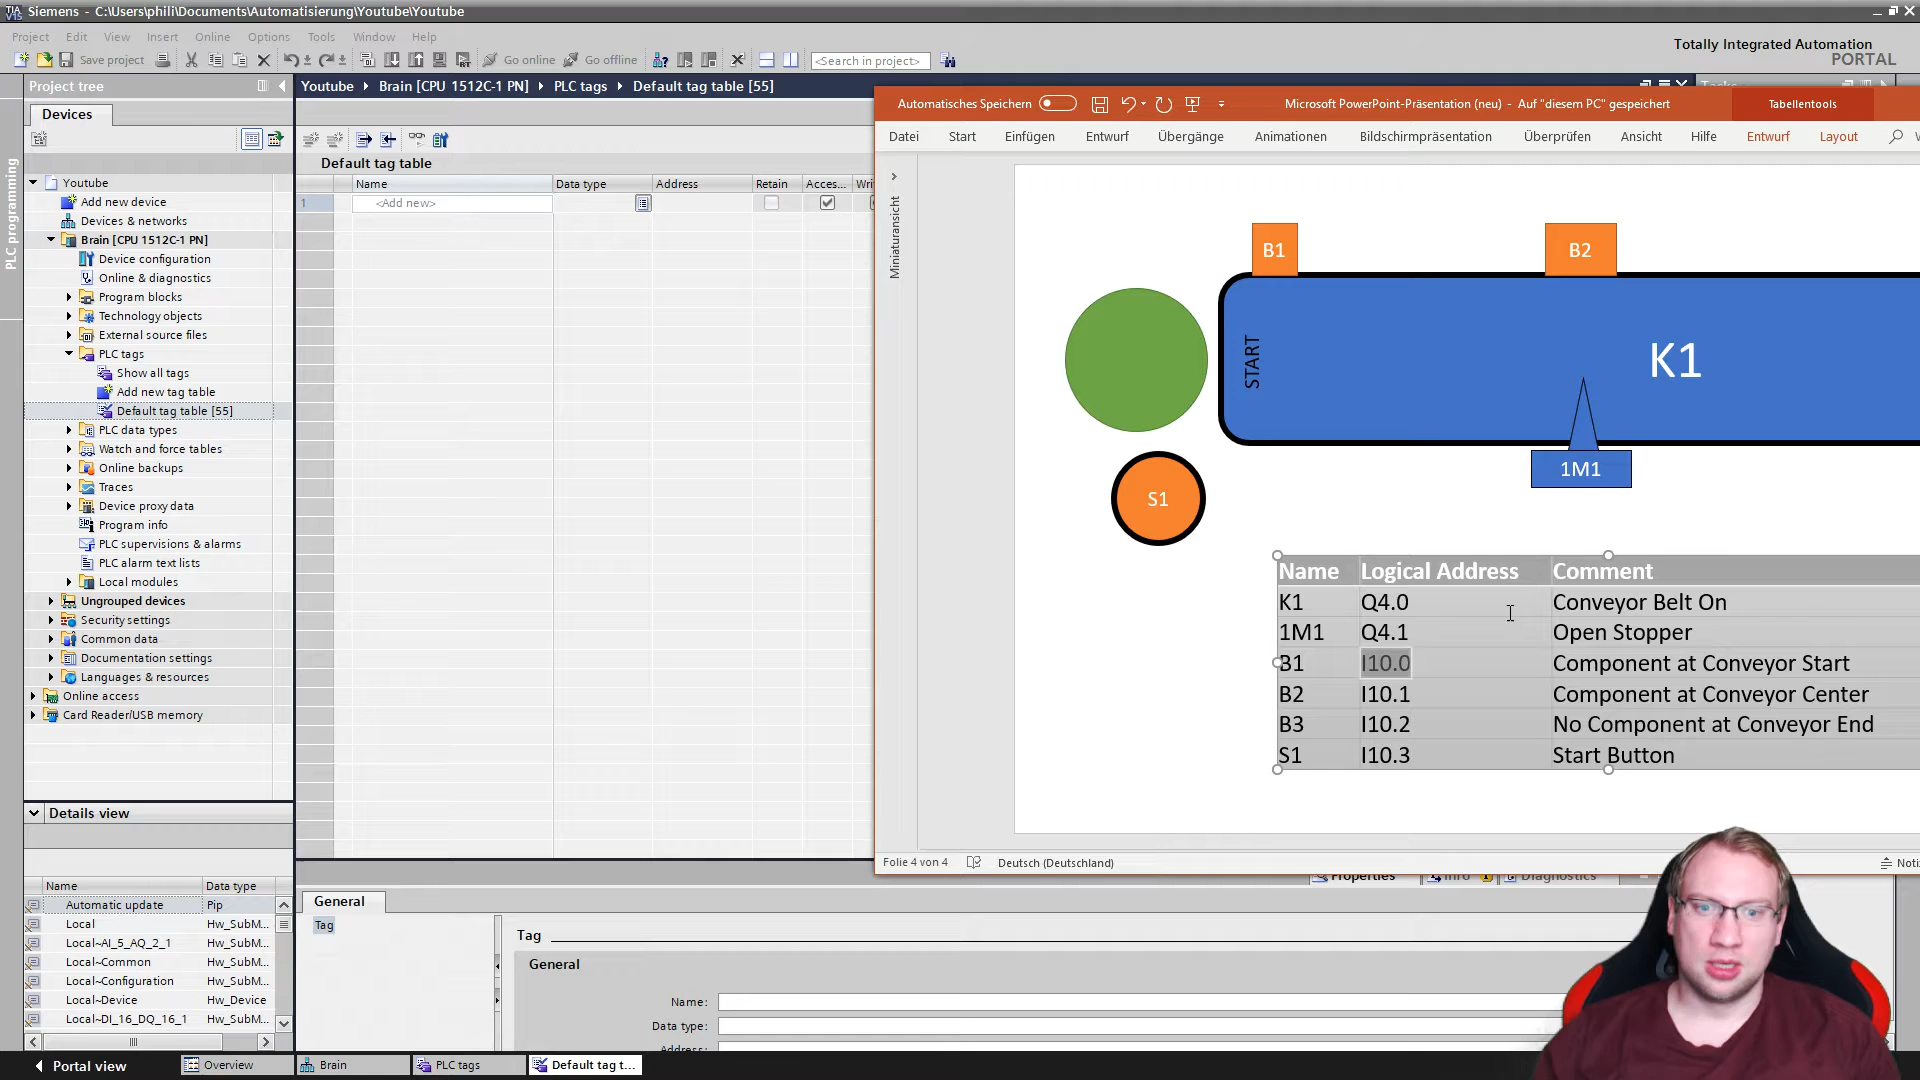 Siemens - C:\Users\phili\Documents\Automatisierung\Youtube\Youtube
Project Edit View Insert Online Options Tools Window Help
Save project Go online Go offline <Search in project>
Totally Integrated Automation
PORTAL
Project tree
Youtube Brain [CPU 1512C-1 PN] PLC tags Default tag table [55]
Devices
PLC programming
Youtube
Add new device
Devices & networks
Brain [CPU 1512C-1 PN]
Device configuration
Online & diagnostics
Program blocks
Technology objects
External source files
PLC tags
Show all tags
Add new tag table
Default tag table [55]
PLC data types
Watch and force tables
Online backups
Traces
Device proxy data
Program info
PLC supervisions & alarms
PLC alarm text lists
Local modules
Ungrouped devices
Security settings
Common data
Documentation settings
Languages & resources
Online access
Card Reader/USB memory
Details view
Name Data type
Automatic update Pip
Local Hw_SubM...
Local~AI_5_AQ_2_1 Hw_SubM...
Local~Common Hw_SubM...
Local~Configuration Hw_SubM...
Local~Device Hw_Device
Local~DI_16_DQ_16_1 Hw_SubM...
Default tag table
Name Data type Address Retain Acces... Wri
1 <Add new>
Automatisches Speichern Microsoft PowerPoint-Präsentation (neu) - Auf "diesem PC" gespeichert Tabellentools
Datei Start Einfügen Entwurf Übergänge Animationen Bildschirmpräsentation Überprüfen Ansicht Hilfe Entwurf Layout
Miniaturansicht
B1 B2
START
K1
1M1
S1
Name Logical Address Comment
K1 Q4.0 Conveyor Belt On
1M1 Q4.1 Open Stopper
B1 I10.0 Component at Conveyor Start
B2 I10.1 Component at Conveyor Center
B3 I10.2 No Component at Conveyor End
S1 I10.3 Start Button
Folie 4 von 4 Deutsch (Deutschland) Noti
Properties Info Diagnostics
General
Tag
Tag
General
Name:
Data type:
Address:
Portal view Overview Brain PLC tags Default tag t...